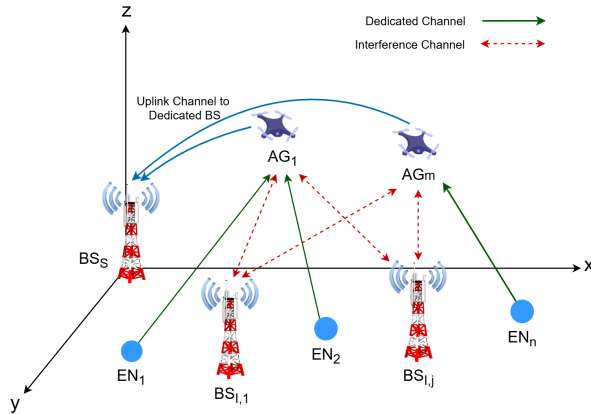 z
Dedicated Channel
Interference Channel
Uplink Channel to
Dedicated BS
AG1
AGm
BSS
x
EN1
BSI,1
EN2
BSI,j
ENn
y